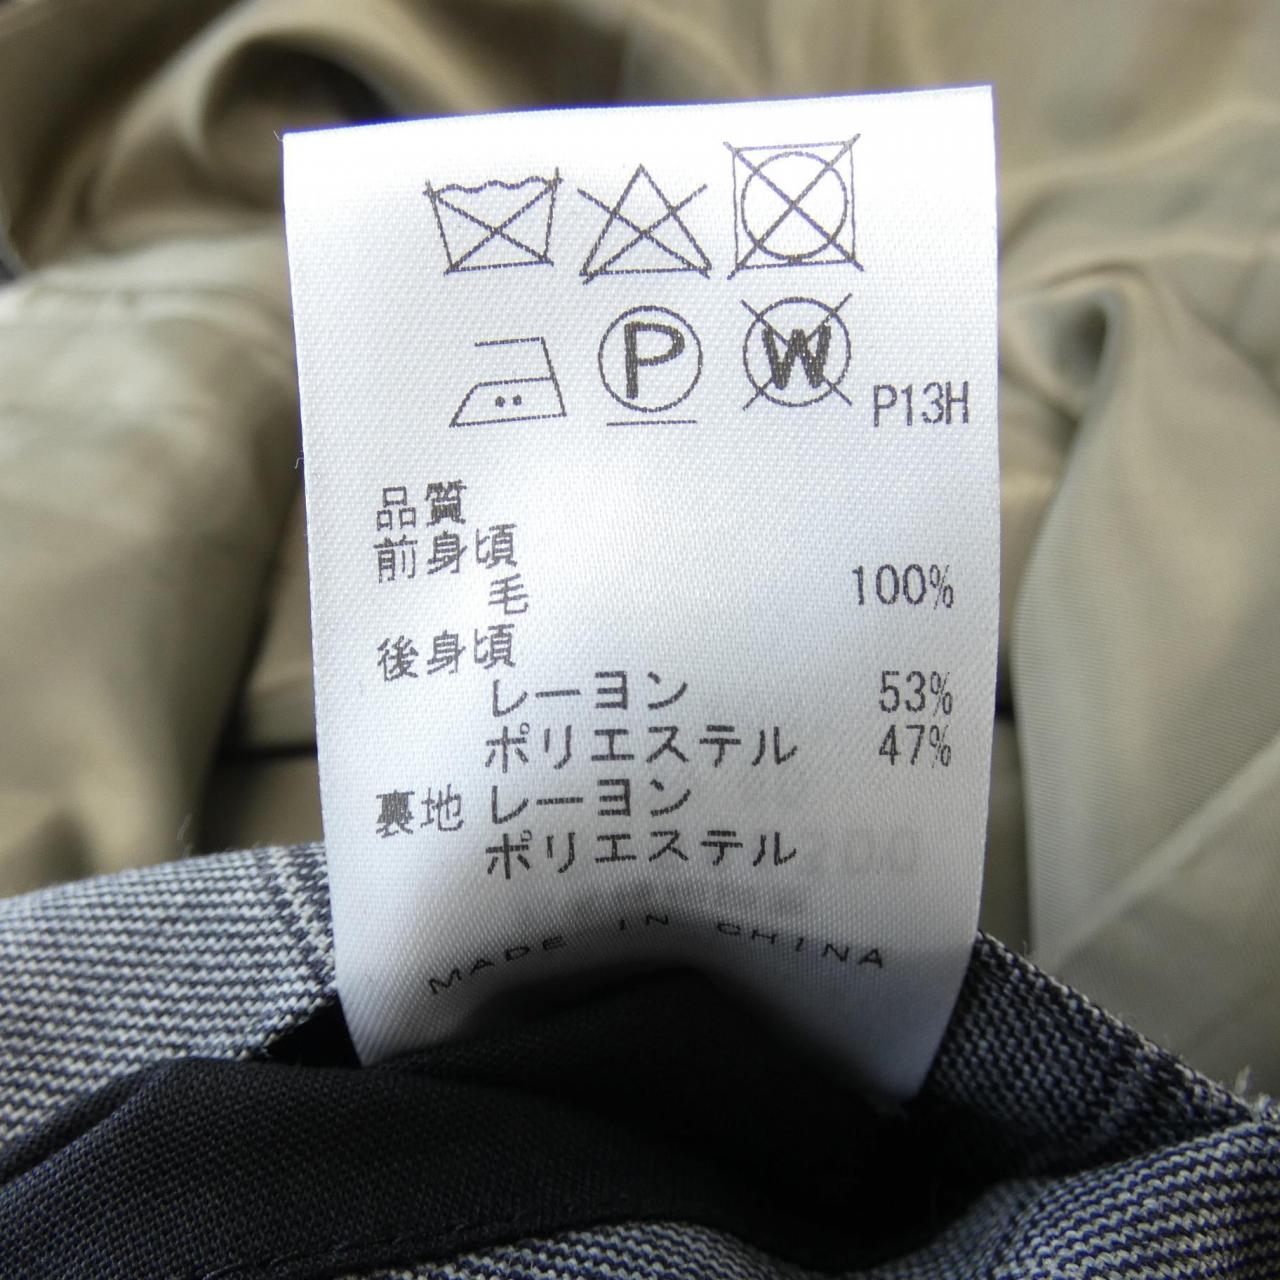 P
W
P13H
品質
前身頃
毛 100%
後身頃
レーヨン 53%
ポリエステル 47%
裏地 レーヨン
ポリエステル
MADE IN CHINA